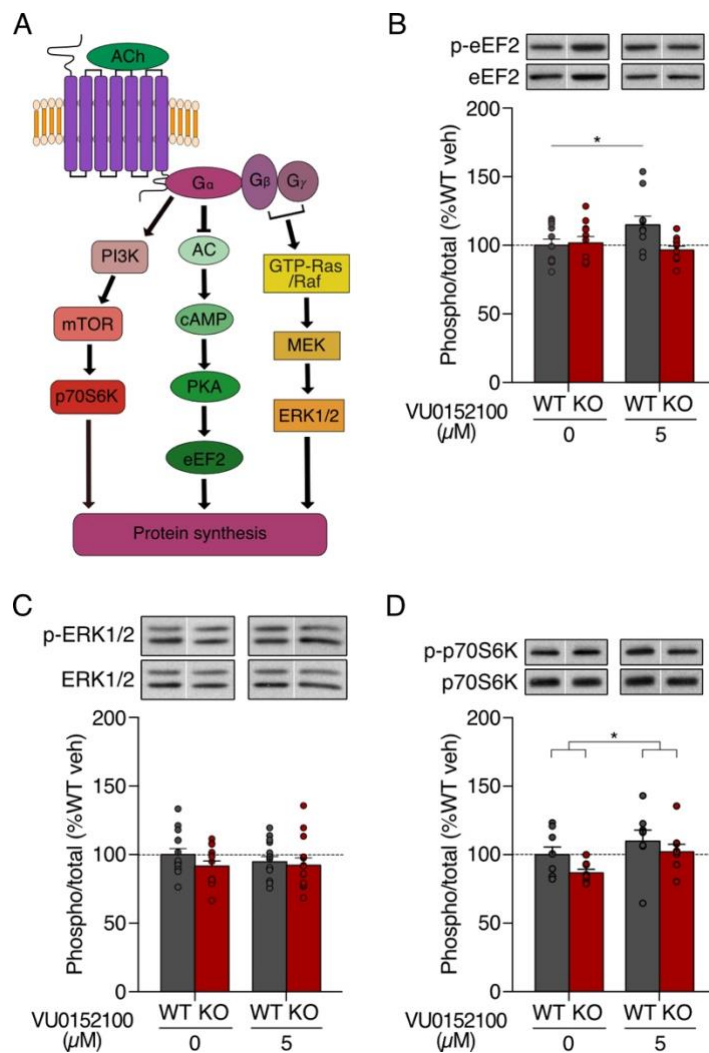 A
ACh
Gα
Gβ
Gγ
PI3K
AC
GTP-Ras
/Raf
mTOR
cAMP
MEK
p70S6K
PKA
ERK1/2
eEF2
Protein synthesis
B
p-eEF2
eEF2
200
150
100
50
0
Phospho/total (%WT veh)
*
WT KO WT KO
VU0152100
(µM)
0 5
C
p-ERK1/2
ERK1/2
200
150
100
50
0
Phospho/total (%WT veh)
WT KO WT KO
VU0152100
(µM)
0 5
D
p-p70S6K
p70S6K
200
150
100
50
0
Phospho/total (%WT veh)
*
WT KO WT KO
VU0152100
(µM)
0 5